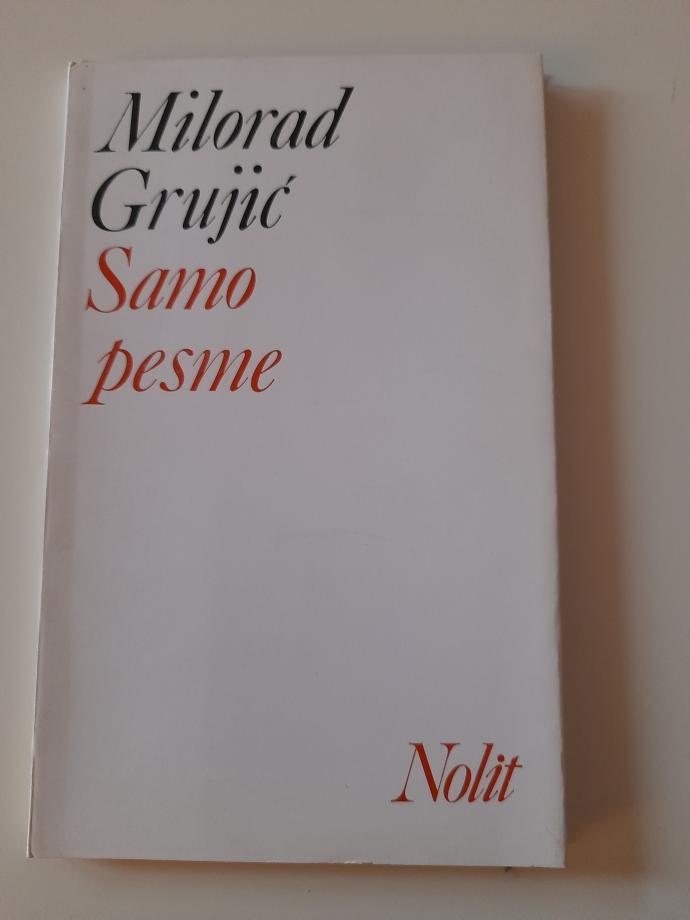 Milorad
Grujić
Samo
pesme
Nolit